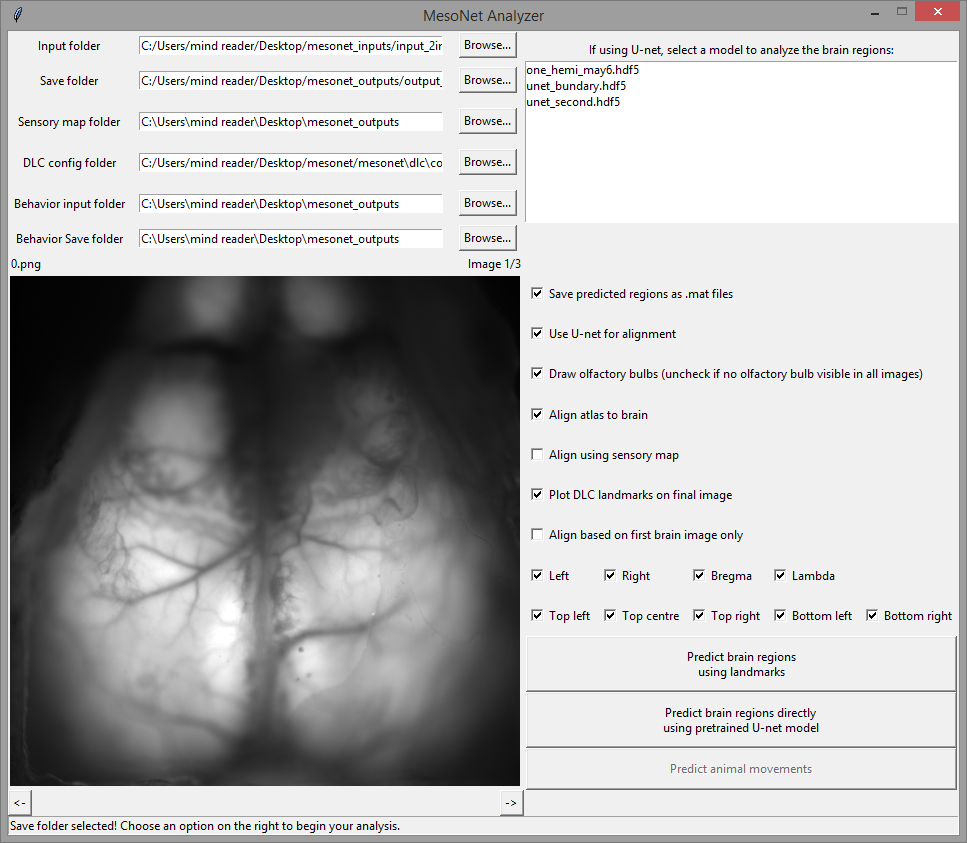 MesoNet Analyzer
Input folder C:/Users/mind reader/Desktop/mesonet_inputs/input_2in Browse...
Save folder C:/Users/mind reader/Desktop/mesonet_outputs/output_ Browse...
Sensory map folder C:\Users\mind reader\Desktop\mesonet_outputs Browse...
DLC config folder C:/Users/mind reader/Desktop/mesonet/mesonet\dlc\co Browse...
Behavior input folder C:\Users\mind reader\Desktop\mesonet_outputs Browse...
Behavior Save folder C:\Users\mind reader\Desktop\mesonet_outputs Browse...
0.png Image 1/3
If using U-net, select a model to analyze the brain regions:
one_hemi_may6.hdf5
unet_bundary.hdf5
unet_second.hdf5
Save predicted regions as .mat files
Use U-net for alignment
Draw olfactory bulbs (uncheck if no olfactory bulb visible in all images)
Align atlas to brain
Align using sensory map
Plot DLC landmarks on final image
Align based on first brain image only
Left Right Bregma Lambda
Top left Top centre Top right Bottom left Bottom right
Predict brain regions
using landmarks
Predict brain regions directly
using pretrained U-net model
Predict animal movements
<- ->
Save folder selected! Choose an option on the right to begin your analysis.